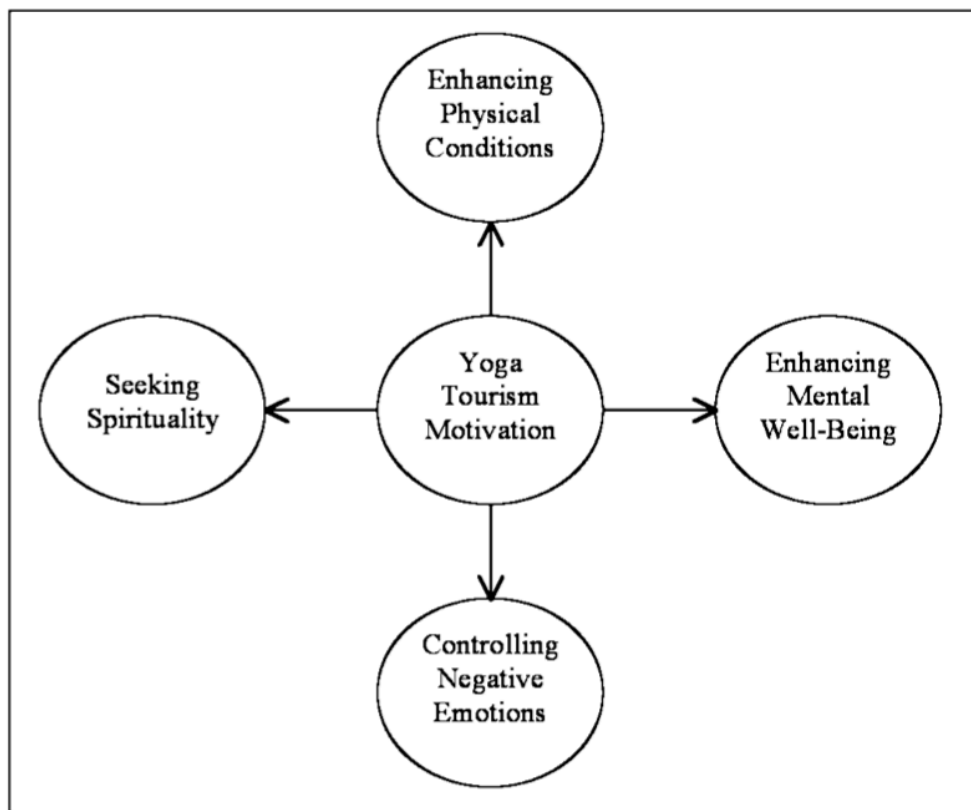 Enhancing
Physical
Conditions
Seeking
Spirituality
Yoga
Tourism
Motivation
Enhancing
Mental
Well-Being
Controlling
Negative
Emotions